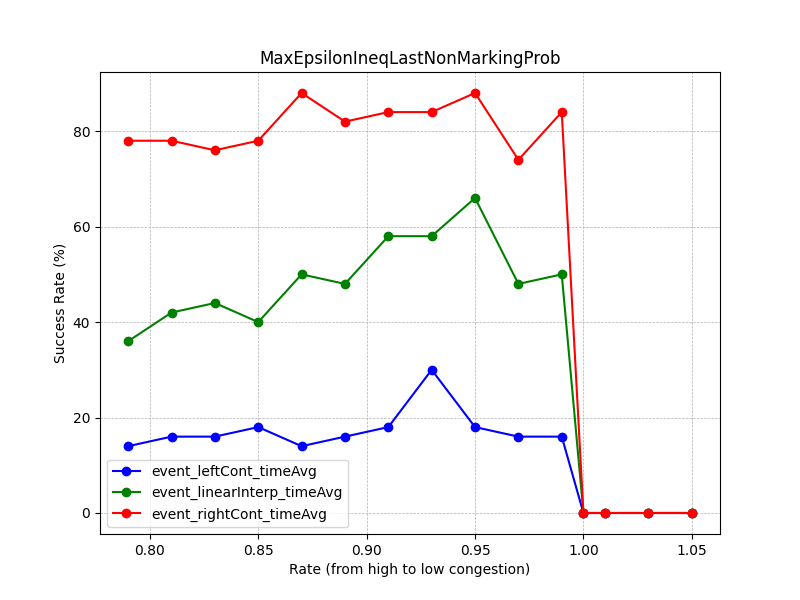 MaxEpsilonIneqLastNonMarkingProb
Success Rate (%)
80
60
40
20
0
event_leftCont_timeAvg
event_linearInterp_timeAvg
event_rightCont_timeAvg
0.80 0.85 0.90 0.95 1.00 1.05
Rate (from high to low congestion)